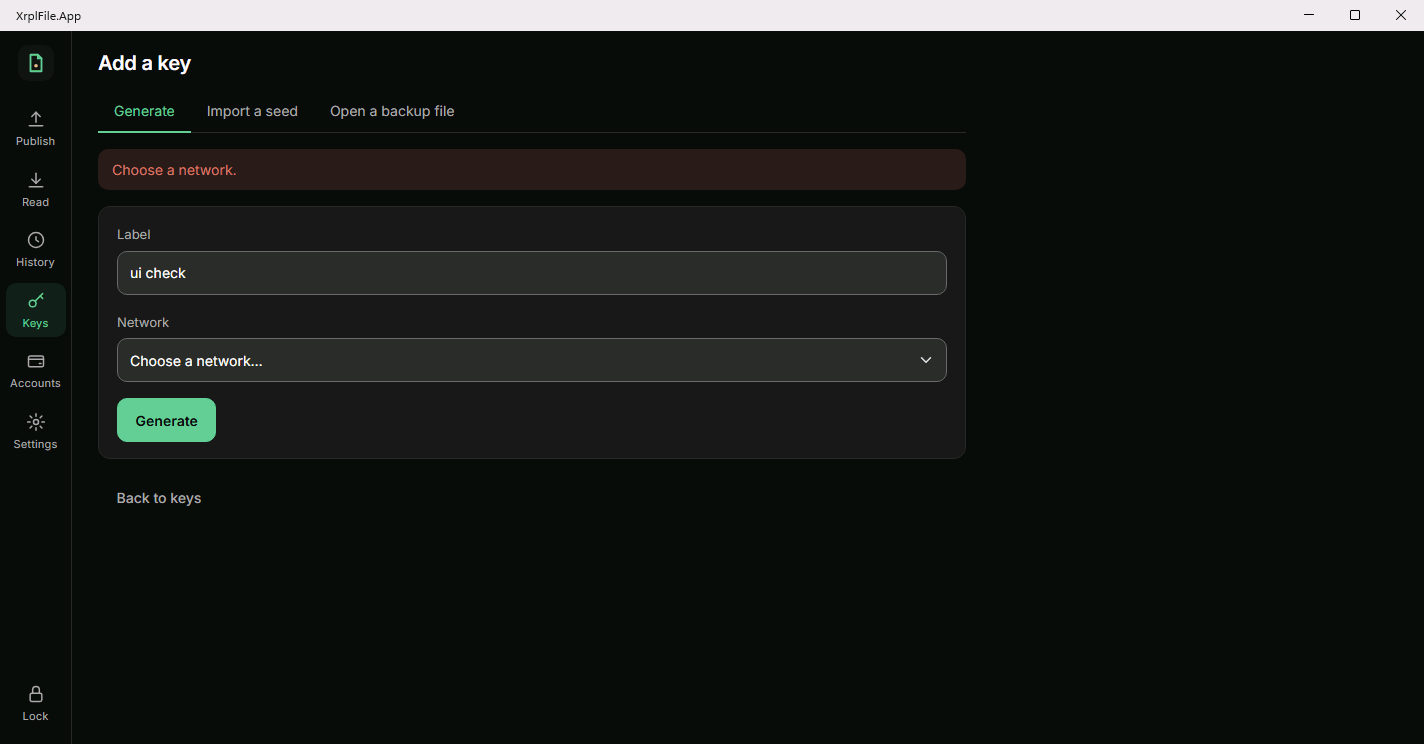 XrplFile.App
Publish
Read
History
Keys
Accounts
Settings
Lock
Add a key
Generate
Import a seed
Open a backup file
Choose a network.
Label
ui check
Network
Choose a network...
Generate
Back to keys